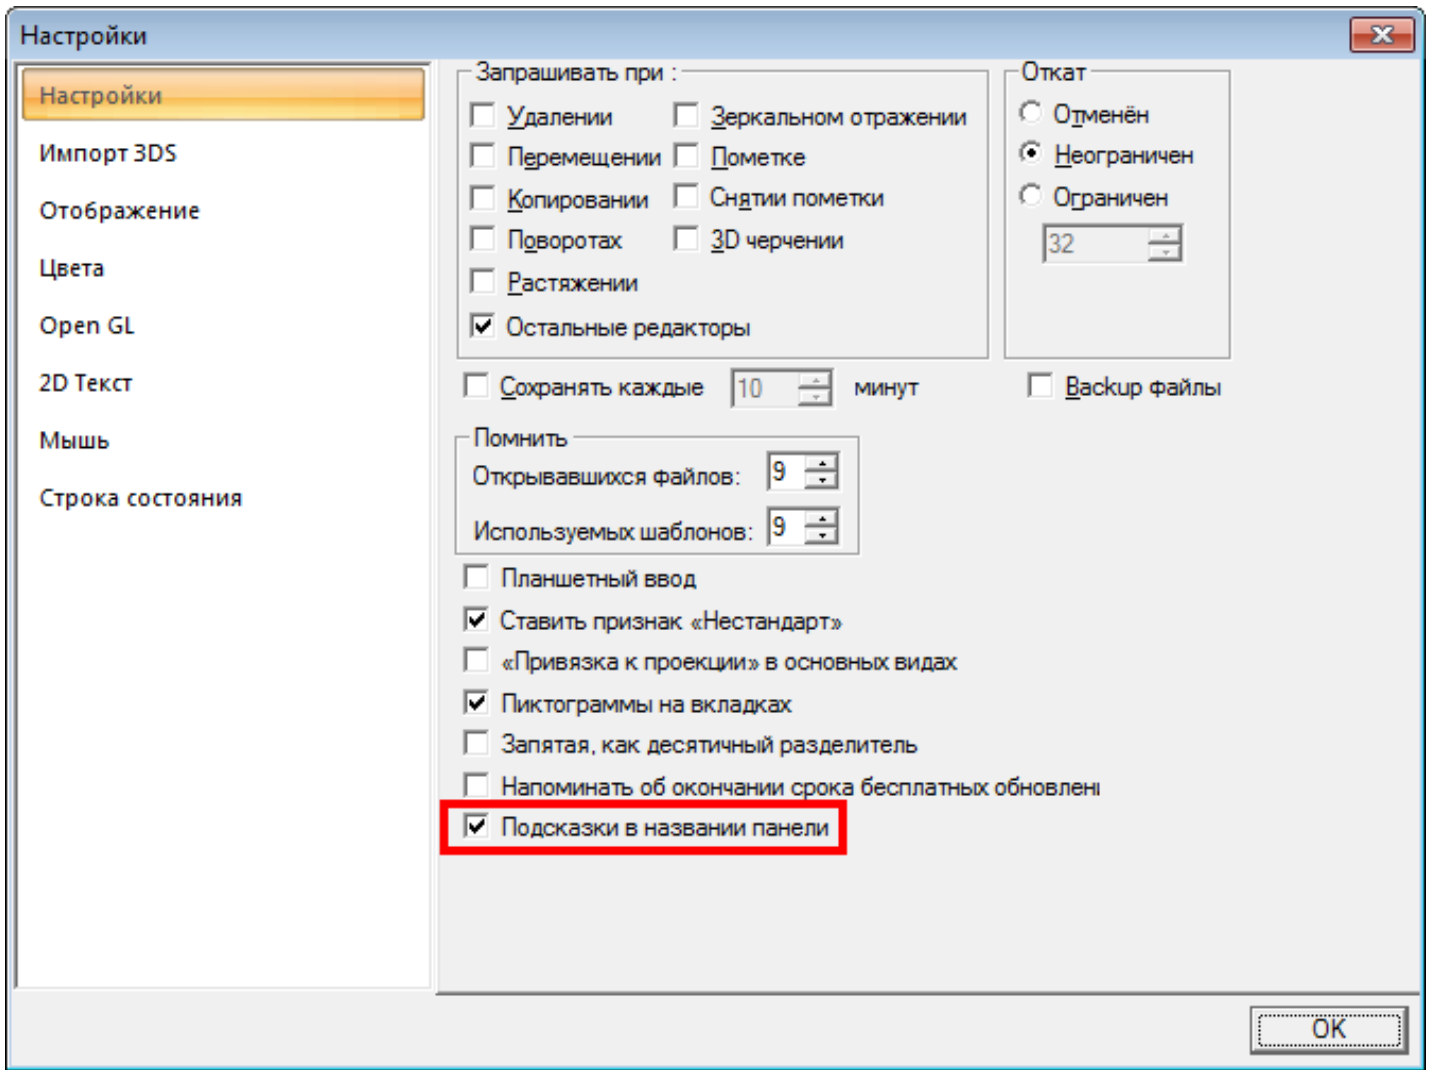 Настройки
Настройки
Импорт 3DS
Отображение
Цвета
Open GL
2D Текст
Мышь
Строка состояния
Запрашивать при :
Удалении
Зеркальном отражении
Перемещении
Пометке
Копировании
Снятии пометки
Поворотах
3D черчении
Растяжении
Остальные редакторы
Откат
Отменён
Неограничен
Ограничен
32
Сохранять каждые 10 минут
Backup файлы
Помнить
Открывавшихся файлов: 9
Используемых шаблонов: 9
Планшетный ввод
Ставить признак «Нестандарт»
«Привязка к проекции» в основных видах
Пиктограммы на вкладках
Запятая, как десятичный разделитель
Напоминать об окончании срока бесплатных обновлени
Подсказки в названии панели
OK